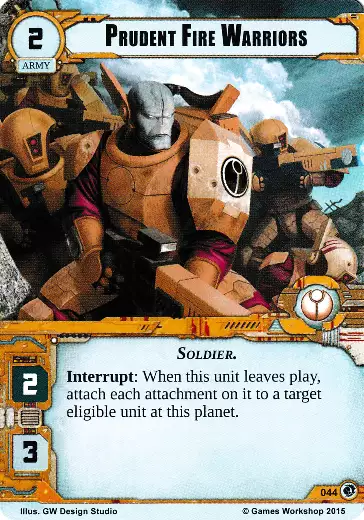 2
PRUDENT FIRE WARRIORS
ARMY
SOLDIER.
Interrupt: When this unit leaves play,
attach each attachment on it to a target
eligible unit at this planet.
2
3
044
Illus. GW Design Studio
© Games Workshop 2015